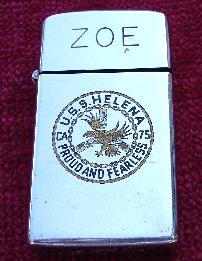 ZOE
U.S.S. HELENA
CA 75
PROUD AND FEARLESS